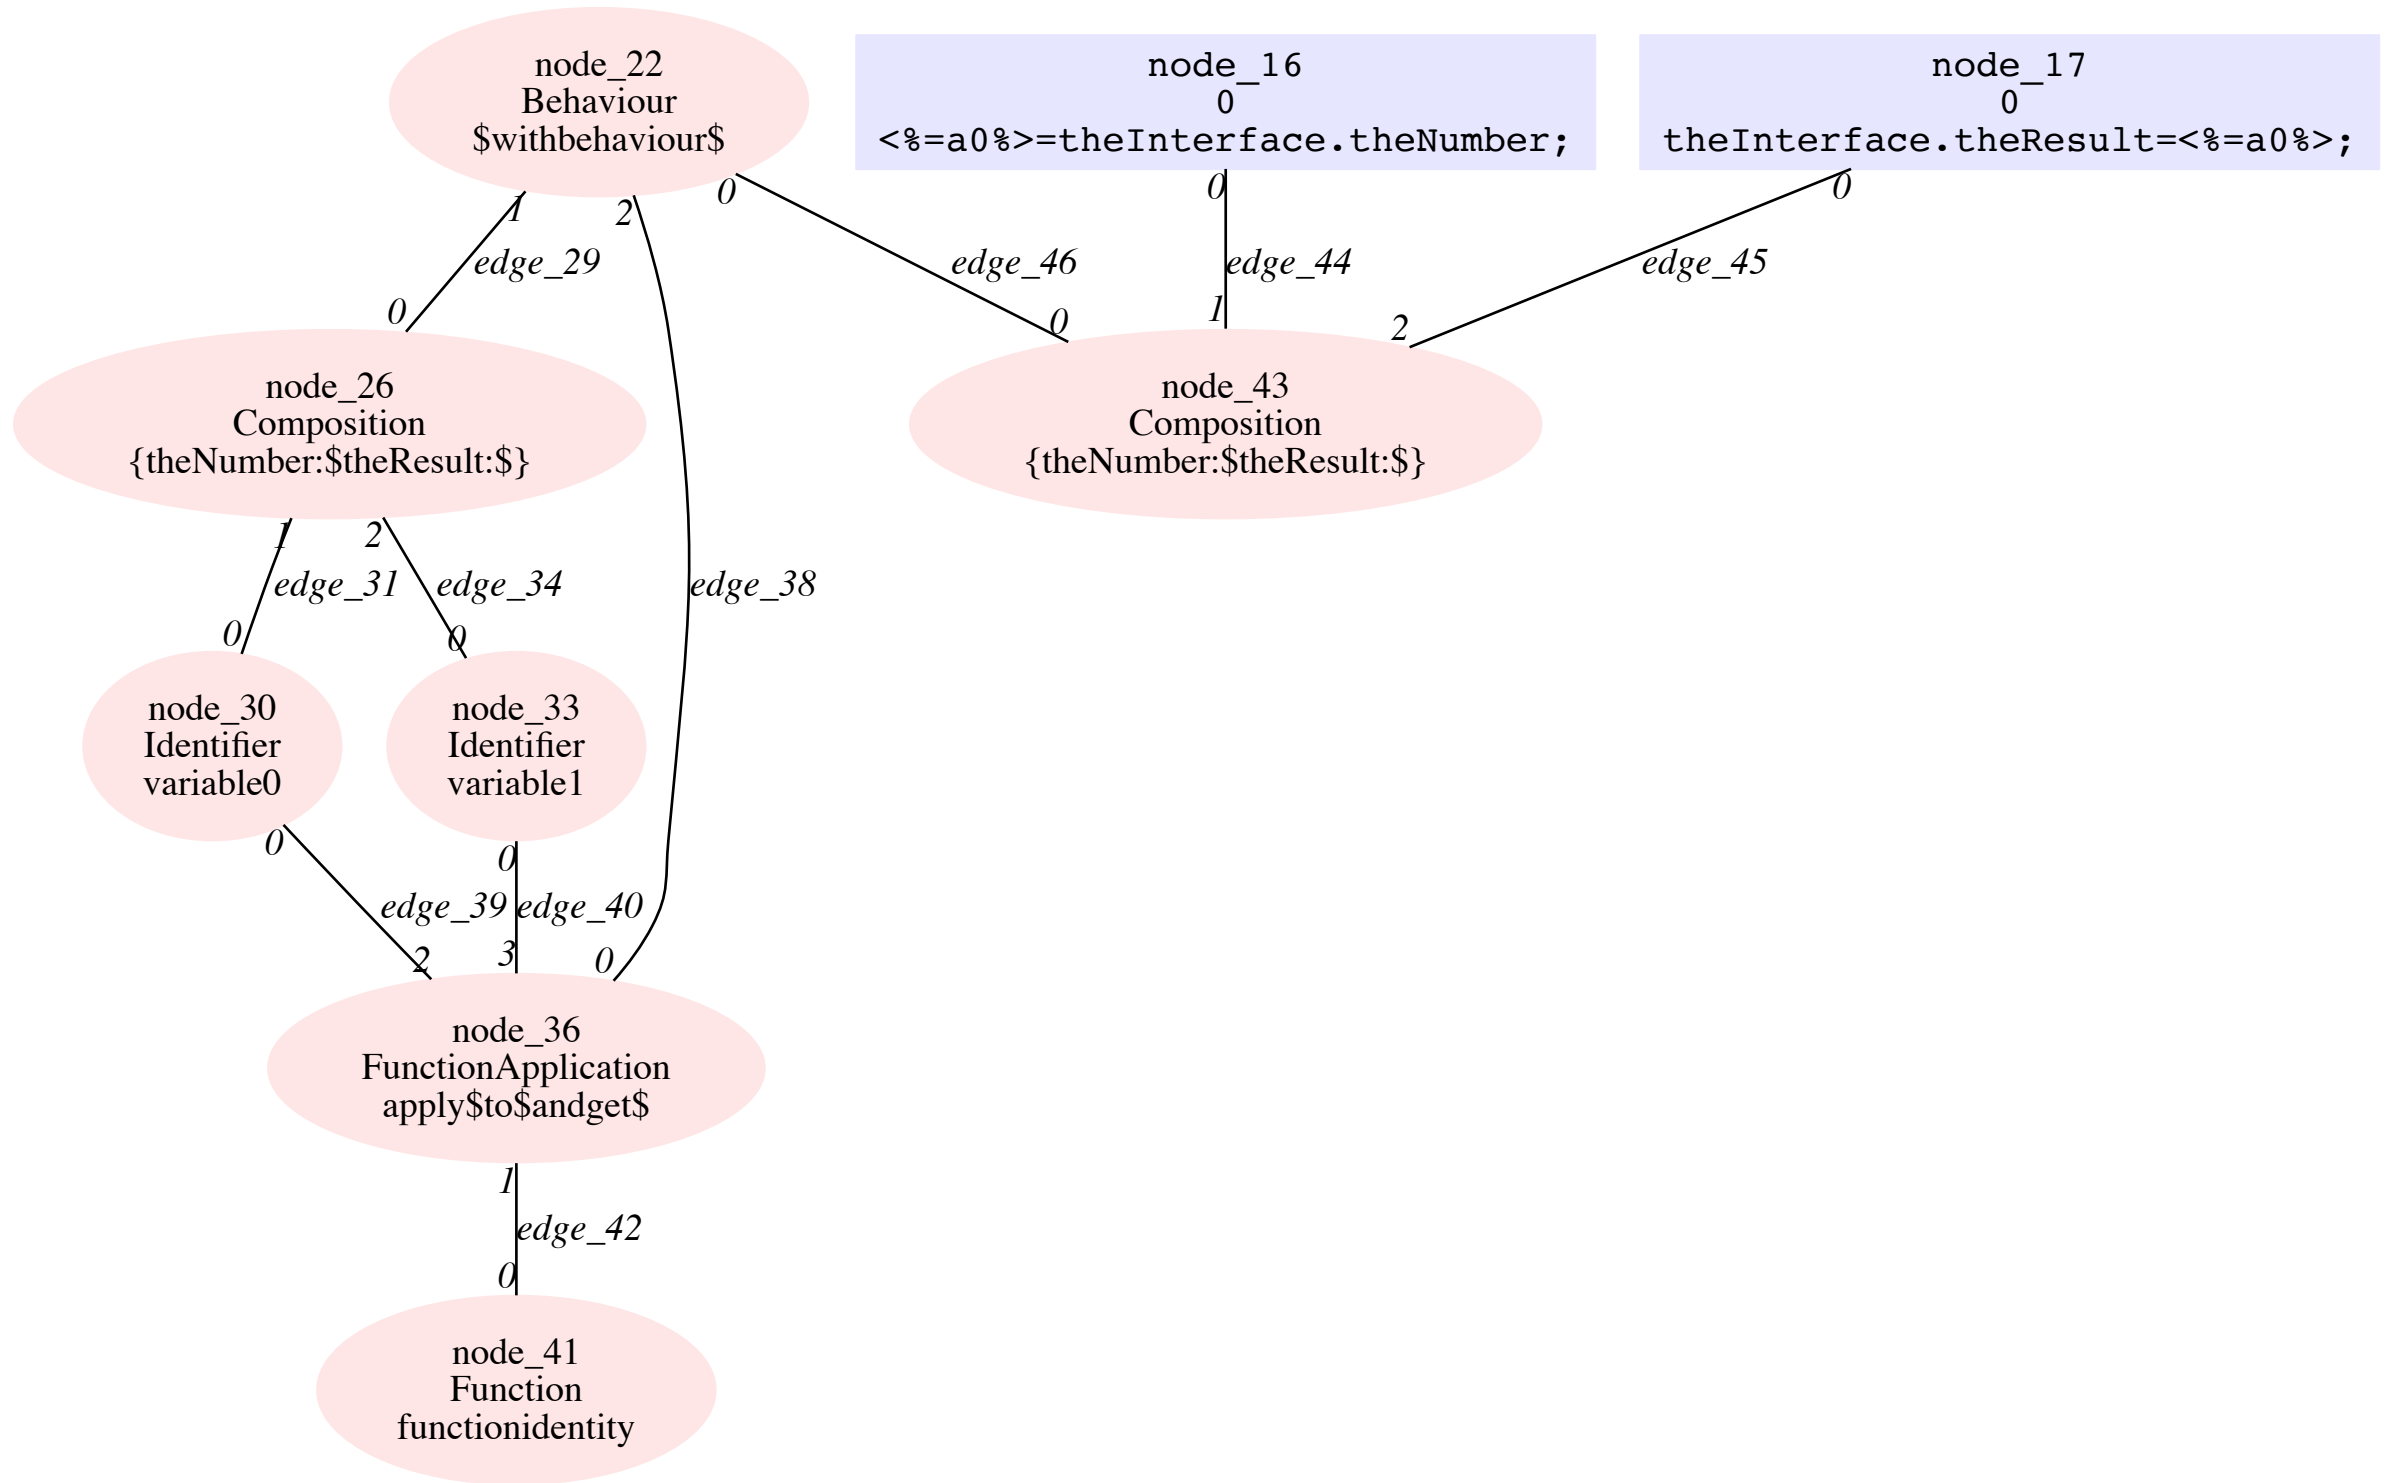 node_22
Behaviour
$withbehaviour$
node_16
0
<%=a0%>=theInterface.theNumber;
node_17
0
theInterface.theResult=<%=a0%>;
1
2
0
0
0
edge_29
edge_46
edge_44
edge_45
0
0
1
2
node_26
Composition
{theNumber:$theResult:$}
node_43
Composition
{theNumber:$theResult:$}
1
2
edge_31
edge_34
edge_38
0
0
node_30
Identifier
variable0
node_33
Identifier
variable1
0
0
edge_39
edge_40
2
3
0
node_36
FunctionApplication
apply$to$andget$
1
edge_42
0
node_41
Function
functionidentity